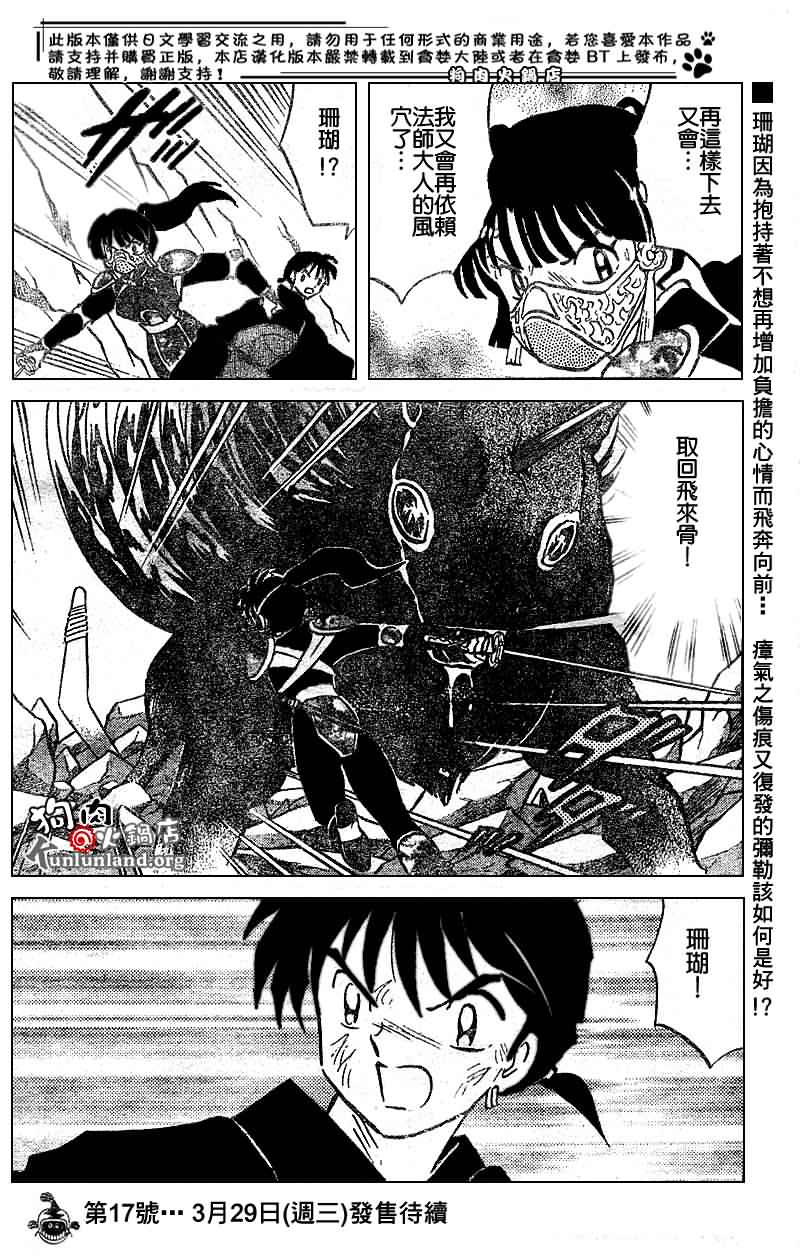 此版本僅供日文學習交流之用，請勿用于任何形式的商業用途，若您喜愛本作品
請支持并購買正版，本店漢化版本嚴禁轉載到貪婪大陸或者在貪婪BT上發布，
敬請理解，謝謝支持！
狗肉火鍋店
再這樣下去
又會…
我又會再依賴
法師大人的風
穴了…
珊瑚!?
■ 珊瑚因為抱持著不想再增加負擔的心情而飛奔向前… 瘴氣之傷痕又復發的彌勒該如何是好!?
取回飛來骨！
狗肉火鍋店
Kunlunland.org
珊瑚！
第17號… 3月29日(週三)發售待續